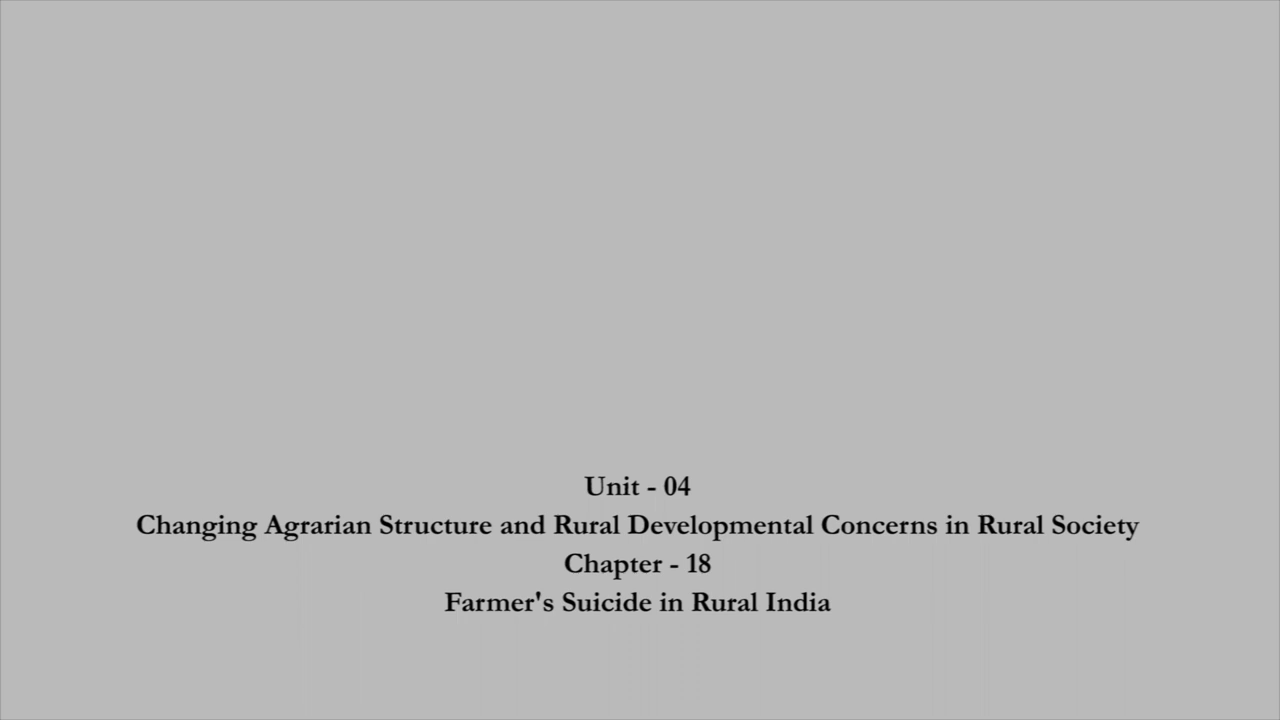 Unit - 04
Changing Agrarian Structure and Rural Developmental Concerns in Rural Society
Chapter - 18
Farmer's Suicide in Rural India